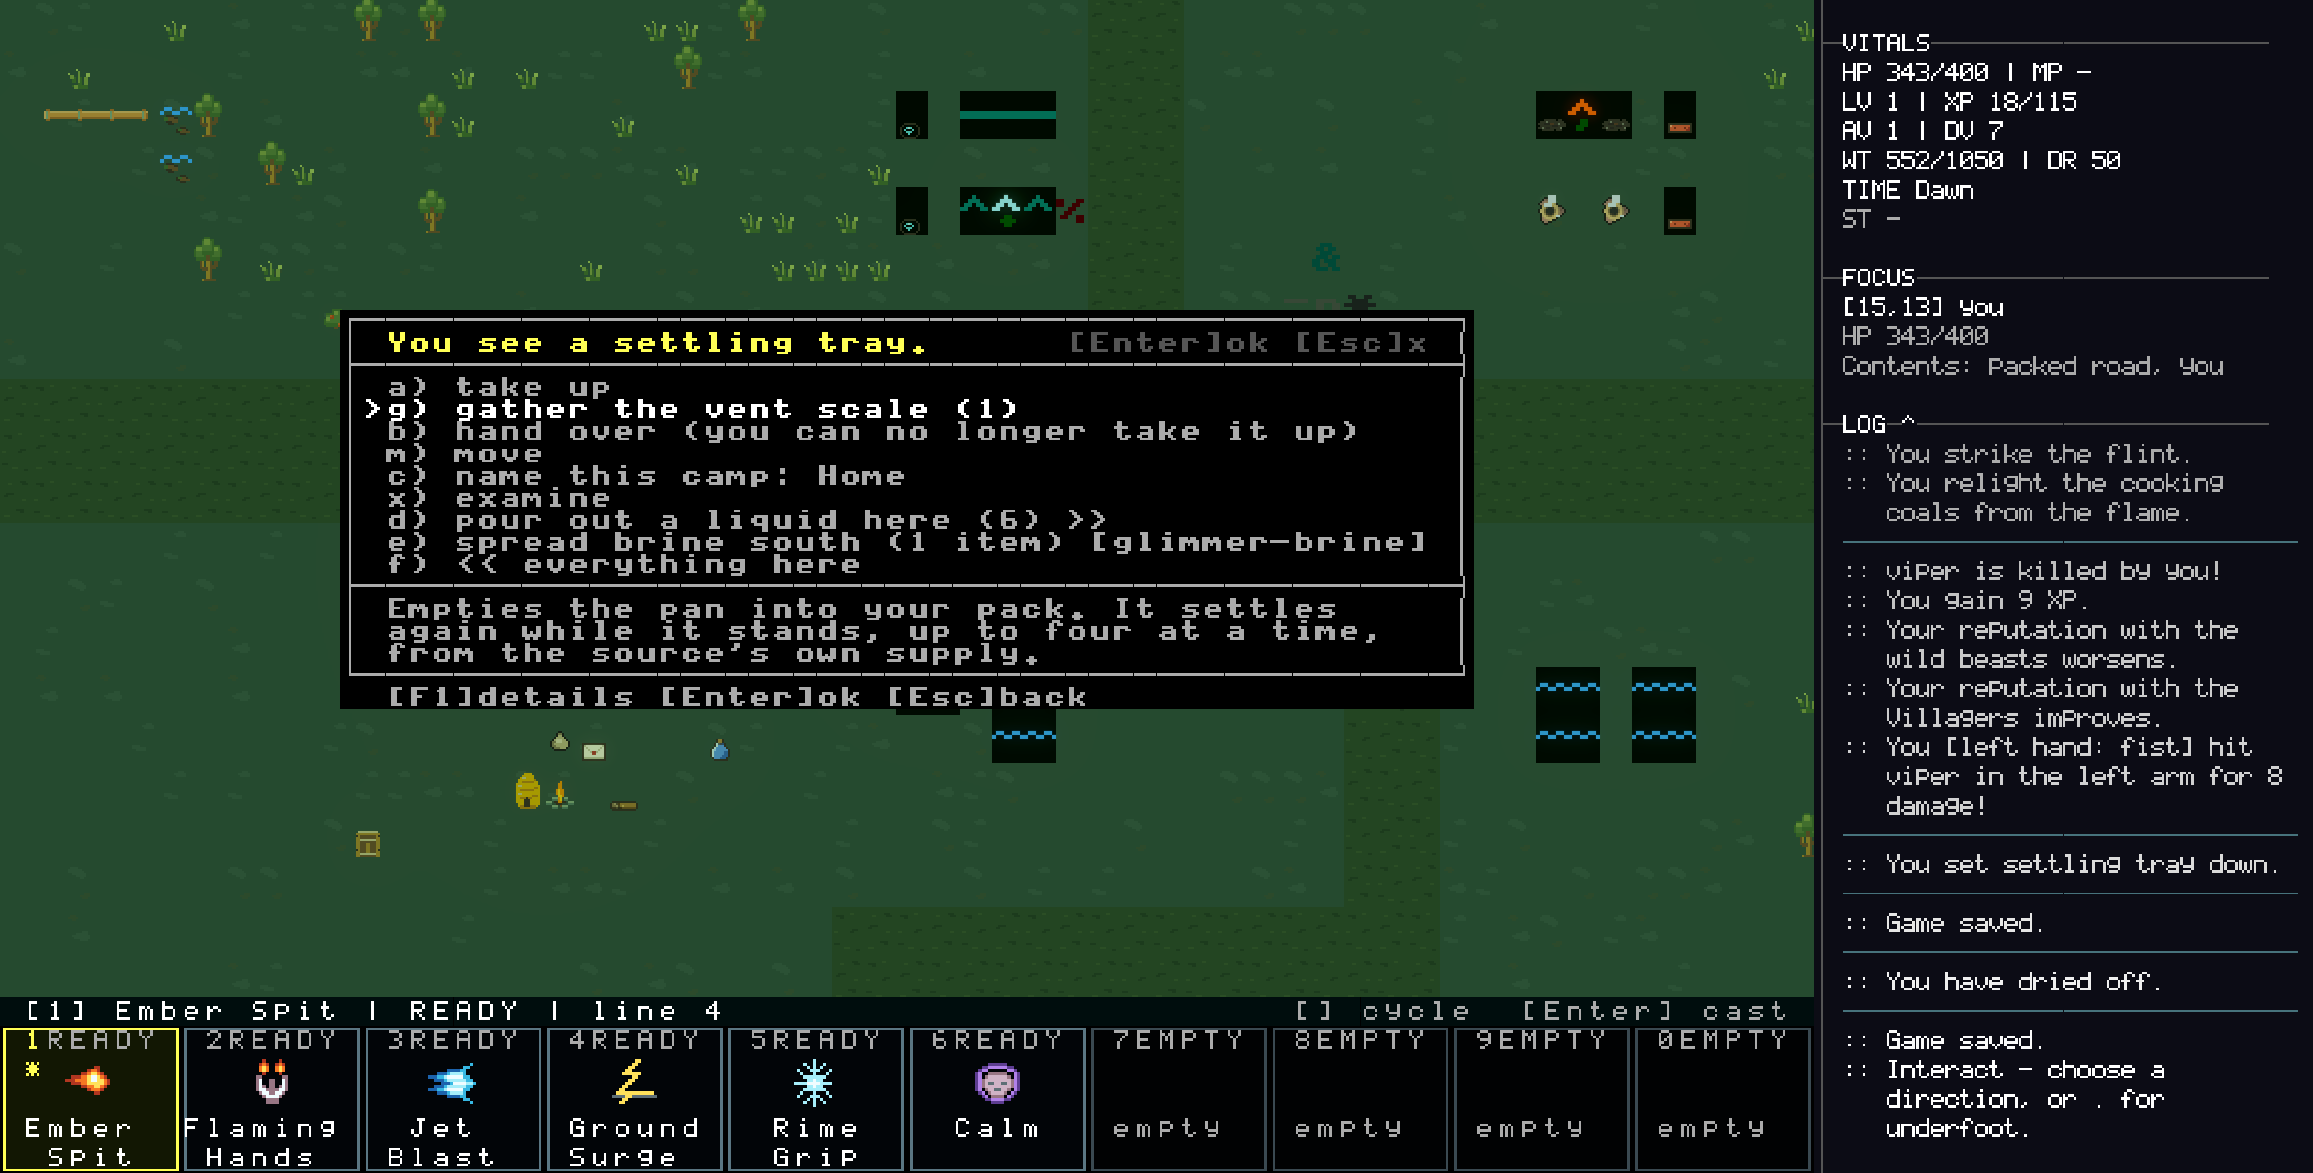 You see a settling tray. [Enter]ok [Esc]x
a) take up
>g) gather the vent scale (1)
b) hand over (you can no longer take it up)
m) move
c) name this camp: Home
x) examine
d) pour out a liquid here (6) >>
e) spread brine south (1 item) [glimmer-brine]
f) << everything here
Empties the pan into your pack. It settles
again while it stands, up to four at a time,
from the source's own supply.
[F1]details [Enter]ok [Esc]back
[1] Ember Spit | READY | line 4
[] cycle [Enter] cast
1READY
*
Ember
Spit
2READY
Flaming
Hands
3READY
Jet
Blast
4READY
Ground
Surge
5READY
Rime
Grip
6READY
Calm
7EMPTY
empty
8EMPTY
empty
9EMPTY
empty
0EMPTY
empty
VITALS
HP 343/400 | MP -
LV 1 | XP 18/115
AV 1 | DV 7
WT 552/1050 | DR 50
TIME Dawn
ST -
FOCUS
[15,13] You
HP 343/400
Contents: Packed road, You
LOG ^
:: You strike the flint.
:: You relight the cooking
coals from the flame.
:: viper is killed by you!
:: You gain 9 XP.
:: Your reputation with the
wild beasts worsens.
:: Your reputation with the
Villagers improves.
:: You [left hand: fist] hit
viper in the left arm for 8
damage!
:: You set settling tray down.
:: Game saved.
:: You have dried off.
:: Game saved.
:: Interact - choose a
direction, or . for
underfoot.
&